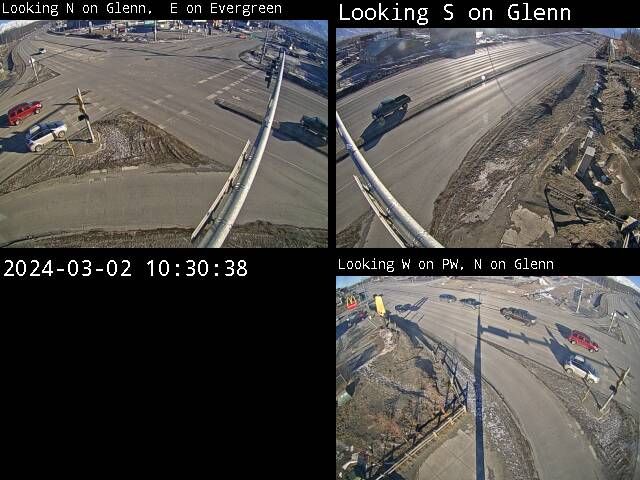 Looking N on Glenn, E on Evergreen
Looking S on Glenn
2024-03-02 10:30:38
Looking W on PW, N on Glenn